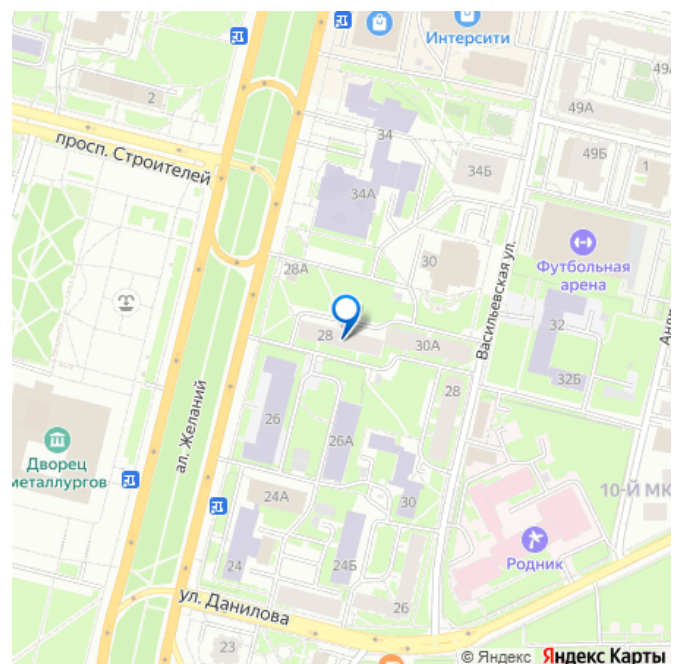 Интерсити
49А
2
34
49Б
1
просп. Строителей
34Б
34А
30
28А
Футбольная
арена
Васильевская ул.
28
30А
32
32Б
28
ал. Желаний
26
26А
Дворец
металлургов
24А
30
10-Й МК
Родник
24
24Б
26
ул. Данилова
23
© Яндекс Яндекс Карты